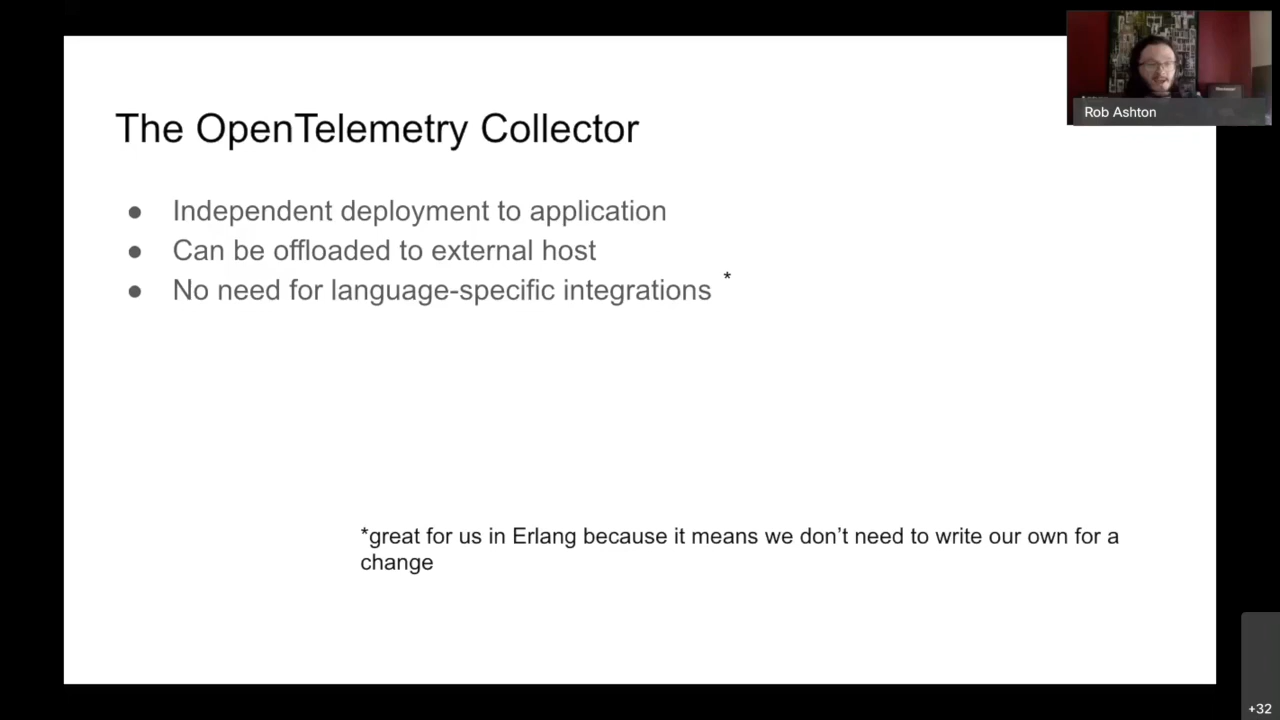 The OpenTelemetry Collector
● Independent deployment to application
● Can be offloaded to external host
● No need for language-specific integrations *
*great for us in Erlang because it means we don’t need to write our own for a
change
Rob Ashton
+32